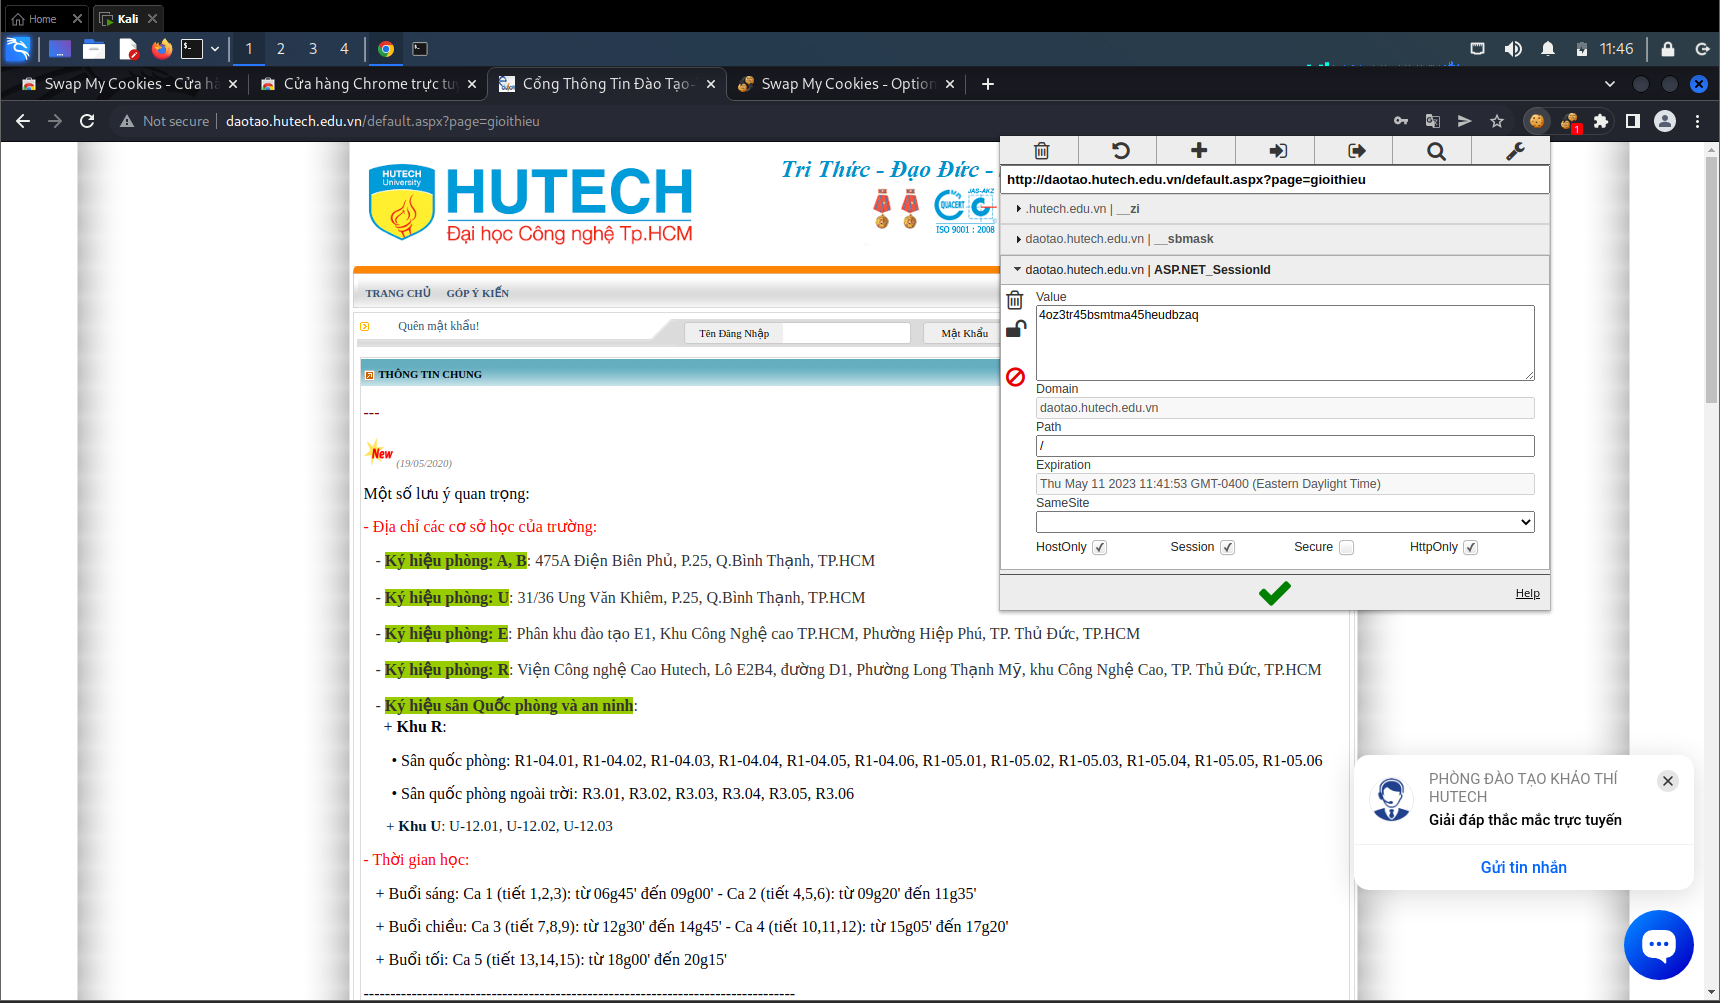 Home
Kali
1 2 3 4
11:46
Swap My Cookies - Cửa hà
Cửa hàng Chrome trực tuy
Cổng Thông Tin Đào Tạo-
Swap My Cookies - Option
Not secure
daotao.hutech.edu.vn/default.aspx?page=gioithieu
1
HUTECH
University
HUTECH
Đại học Công nghệ Tp.HCM
Tri Thức - Đạo Đức -
QUACERT
JAS-ANZ
ISO 9001 : 2008
TRANG CHỦ
GÓP Ý KIẾN
Quên mật khẩu!
Tên Đăng Nhập
Mật Khẩu
THÔNG TIN CHUNG
---
New
(19/05/2020)
Một số lưu ý quan trọng:
- Địa chỉ các cơ sở học của trường:
- Ký hiệu phòng: A, B: 475A Điện Biên Phủ, P.25, Q.Bình Thạnh, TP.HCM
- Ký hiệu phòng: U: 31/36 Ung Văn Khiêm, P.25, Q.Bình Thạnh, TP.HCM
- Ký hiệu phòng: E: Phân khu đào tạo E1, Khu Công Nghệ cao TP.HCM, Phường Hiệp Phú, TP. Thủ Đức, TP.HCM
- Ký hiệu phòng: R: Viện Công nghệ Cao Hutech, Lô E2B4, đường D1, Phường Long Thạnh Mỹ, khu Công Nghệ Cao, TP. Thủ Đức, TP.HCM
- Ký hiệu sân Quốc phòng và an ninh:
+ Khu R:
• Sân quốc phòng: R1-04.01, R1-04.02, R1-04.03, R1-04.04, R1-04.05, R1-04.06, R1-05.01, R1-05.02, R1-05.03, R1-05.04, R1-05.05, R1-05.06
• Sân quốc phòng ngoài trời: R3.01, R3.02, R3.03, R3.04, R3.05, R3.06
+ Khu U: U-12.01, U-12.02, U-12.03
- Thời gian học:
+ Buổi sáng: Ca 1 (tiết 1,2,3): từ 06g45' đến 09g00' - Ca 2 (tiết 4,5,6): từ 09g20' đến 11g35'
+ Buổi chiều: Ca 3 (tiết 7,8,9): từ 12g30' đến 14g45' - Ca 4 (tiết 10,11,12): từ 15g05' đến 17g20'
+ Buổi tối: Ca 5 (tiết 13,14,15): từ 18g00' đến 20g15'
--------------------------------------------------------------------------------
http://daotao.hutech.edu.vn/default.aspx?page=gioithieu
.hutech.edu.vn | __zi
daotao.hutech.edu.vn | __sbmask
daotao.hutech.edu.vn | ASP.NET_SessionId
Value
4oz3tr45bsmtma45heudbzaq
Domain
daotao.hutech.edu.vn
Path
/
Expiration
Thu May 11 2023 11:41:53 GMT-0400 (Eastern Daylight Time)
SameSite
HostOnly
Session
Secure
HttpOnly
Help
PHÒNG ĐÀO TẠO KHẢO THÍ
HUTECH
Giải đáp thắc mắc trực tuyến
Gửi tin nhắn